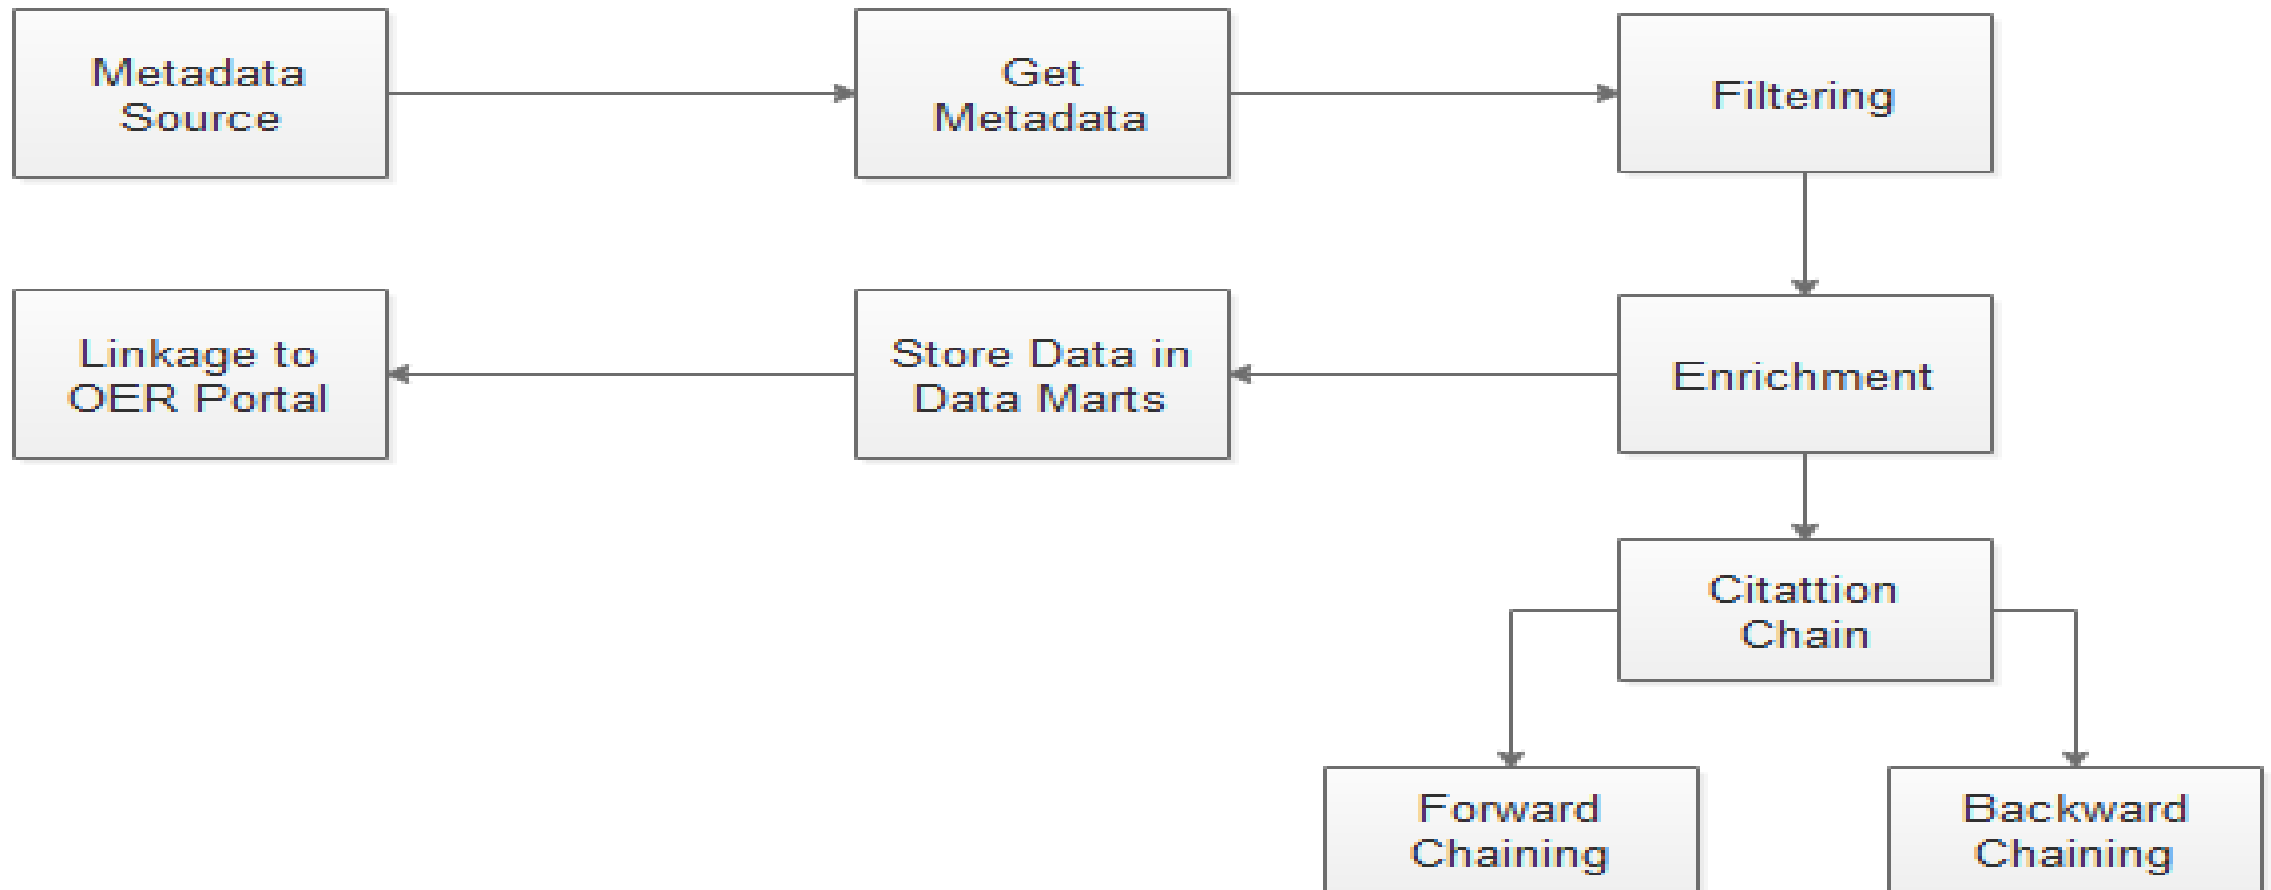 Metadata
Source
Get
Metadata
Filtering
Linkage to
OER Portal
Store Data in
Data Marts
Enrichment
Citattion
Chain
Forward
Chaining
Backward
Chaining